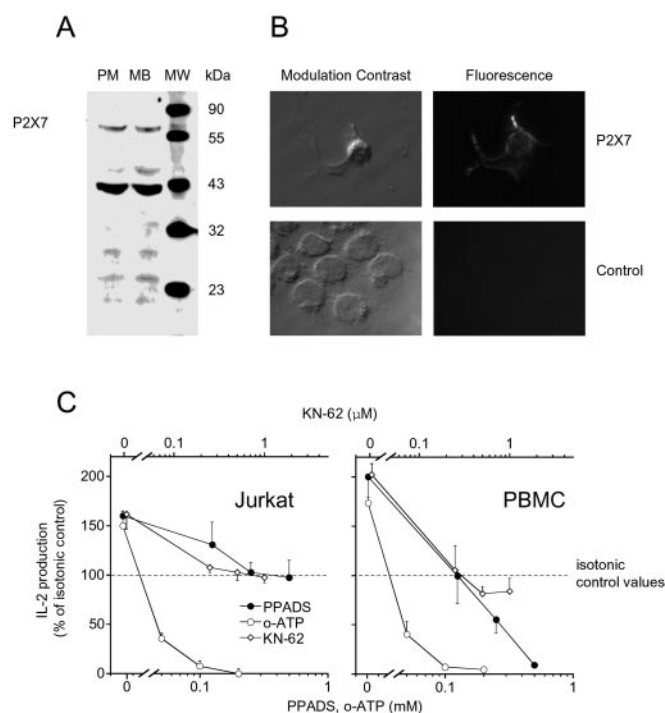 A
PM MB MW kDa
P2X7
90
55
43
32
23
B
Modulation Contrast Fluorescence
P2X7
Control
C
KN-62 (μM)
0 0.1 1 0 0.1 1
200
150
100
50
0
IL-2 production
(% of isotonic control)
Jurkat
PPADS
o-ATP
KN-62
PBMC
isotonic
control values
0 0.1 1 0 0.1 1
PPADS, o-ATP (mM)